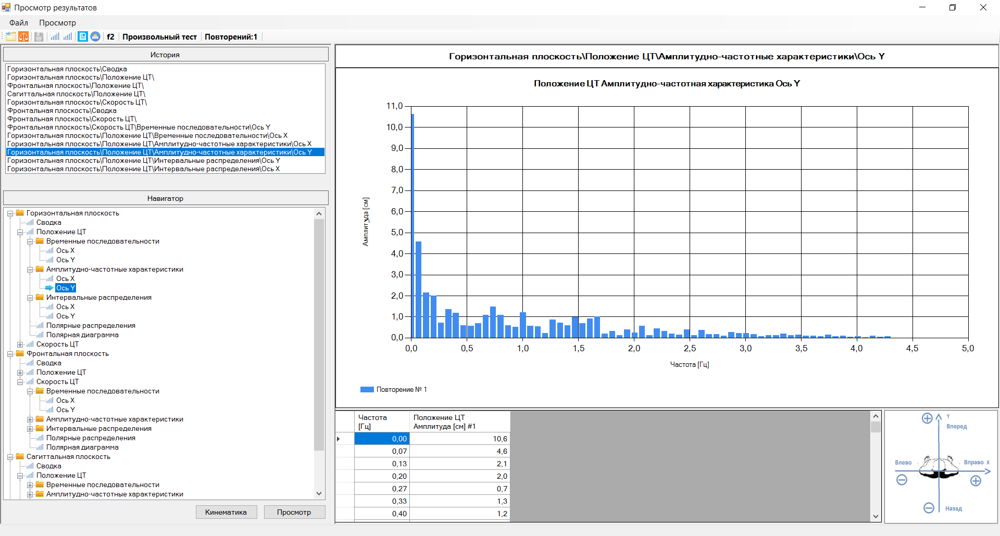 Просмотр результатов
Файл Просмотр
f2 Произвольный тест Повторений:1
История
Горизонтальная плоскость\Сводка
Горизонтальная плоскость\Положение ЦТ\
Фронтальная плоскость\Положение ЦТ\
Сагиттальная плоскость\Положение ЦТ\
Горизонтальная плоскость\Скорость ЦТ\
Фронтальная плоскость\Сводка
Фронтальная плоскость\Скорость ЦТ\
Фронтальная плоскость\Скорость ЦТ\Временные последовательности\Ось Y
Горизонтальная плоскость\Положение ЦТ\Временные последовательности\Ось X
Горизонтальная плоскость\Положение ЦТ\Амплитудно-частотные характеристики\Ось X
Горизонтальная плоскость\Положение ЦТ\Амплитудно-частотные характеристики\Ось Y
Горизонтальная плоскость\Положение ЦТ\Интервальные распределения\Ось Y
Горизонтальная плоскость\Положение ЦТ\Интервальные распределения\Ось X
Навигатор
Горизонтальная плоскость
Сводка
Положение ЦТ
Временные последовательности
Ось X
Ось Y
Амплитудно-частотные характеристики
Ось X
Ось Y
Интервальные распределения
Ось X
Ось Y
Полярные распределения
Полярная диаграмма
Скорость ЦТ
Фронтальная плоскость
Сводка
Положение ЦТ
Скорость ЦТ
Временные последовательности
Ось X
Ось Y
Амплитудно-частотные характеристики
Интервальные распределения
Полярные распределения
Полярная диаграмма
Сагиттальная плоскость
Сводка
Положение ЦТ
Временные последовательности
Амплитудно-частотные характеристики
Кинематика Просмотр
Горизонтальная плоскость\Положение ЦТ\Амплитудно-частотные характеристики\Ось Y
Положение ЦТ Амплитудно-частотная характеристика Ось Y
11,0
10,0
9,0
8,0
7,0
6,0
5,0
4,0
3,0
2,0
1,0
0,0
Амплитуда [см]
0,0 0,5 1,0 1,5 2,0 2,5 3,0 3,5 4,0 4,5 5,0
Частота [Гц]
Повторение № 1
Частота Положение ЦТ
[Гц] Амплитуда [см] #1
0,00 10,6
0,07 4,6
0,13 2,1
0,20 2,0
0,27 0,7
0,33 1,3
0,40 1,2
Y
Вперед
Влево Вправо X
Назад